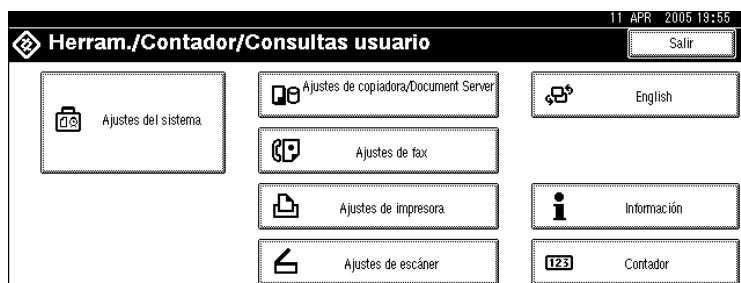 11 APR 2005 19:55
Herram./Contador/Consultas usuario
Salir
Ajustes del sistema
Ajustes de copiadora/Document Server
English
Ajustes de fax
Ajustes de impresora
Información
Ajustes de escáner
123
Contador